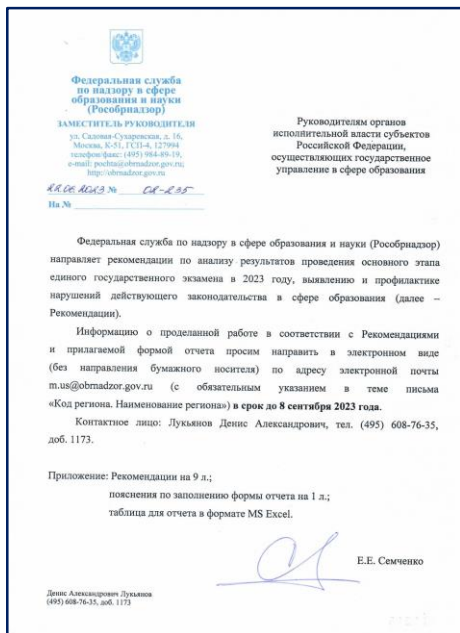 Федеральная служба
по надзору в сфере
образования и науки
(Рособрнадзор)
ЗАМЕСТИТЕЛЬ РУКОВОДИТЕЛЯ
ул. Садовая-Сухаревская, д. 16,
Москва, К-51, ГСП-4, 127994
телефон/факс: (495) 984-89-19,
e-mail: pochta@obrnadzor.gov.ru;
http://obrnadzor.gov.ru
22.06.2023 № 02-235
На №
Руководителям органов
исполнительной власти субъектов
Российской Федерации,
осуществляющих государственное
управление в сфере образования
Федеральная служба по надзору в сфере образования и науки (Рособрнадзор)
направляет рекомендации по анализу результатов проведения основного этапа
единого государственного экзамена в 2023 году, выявлению и профилактике
нарушений действующего законодательства в сфере образования (далее –
Рекомендации).
Информацию о проделанной работе в соответствии с Рекомендациями
и прилагаемой формой отчета просим направить в электронном виде
(без направления бумажного носителя) по адресу электронной почты
m.us@obrnadzor.gov.ru (с обязательным указанием в теме письма
«Код региона. Наименование региона») в срок до 8 сентября 2023 года.
Контактное лицо: Лукьянов Денис Александрович, тел. (495) 608-76-35,
доб. 1173.
Приложение: Рекомендации на 9 л.;
пояснения по заполнению формы отчета на 1 л.;
таблица для отчета в формате MS Excel.
Е.Е. Семченко
Денис Александрович Лукьянов
(495) 608-76-35, доб. 1173